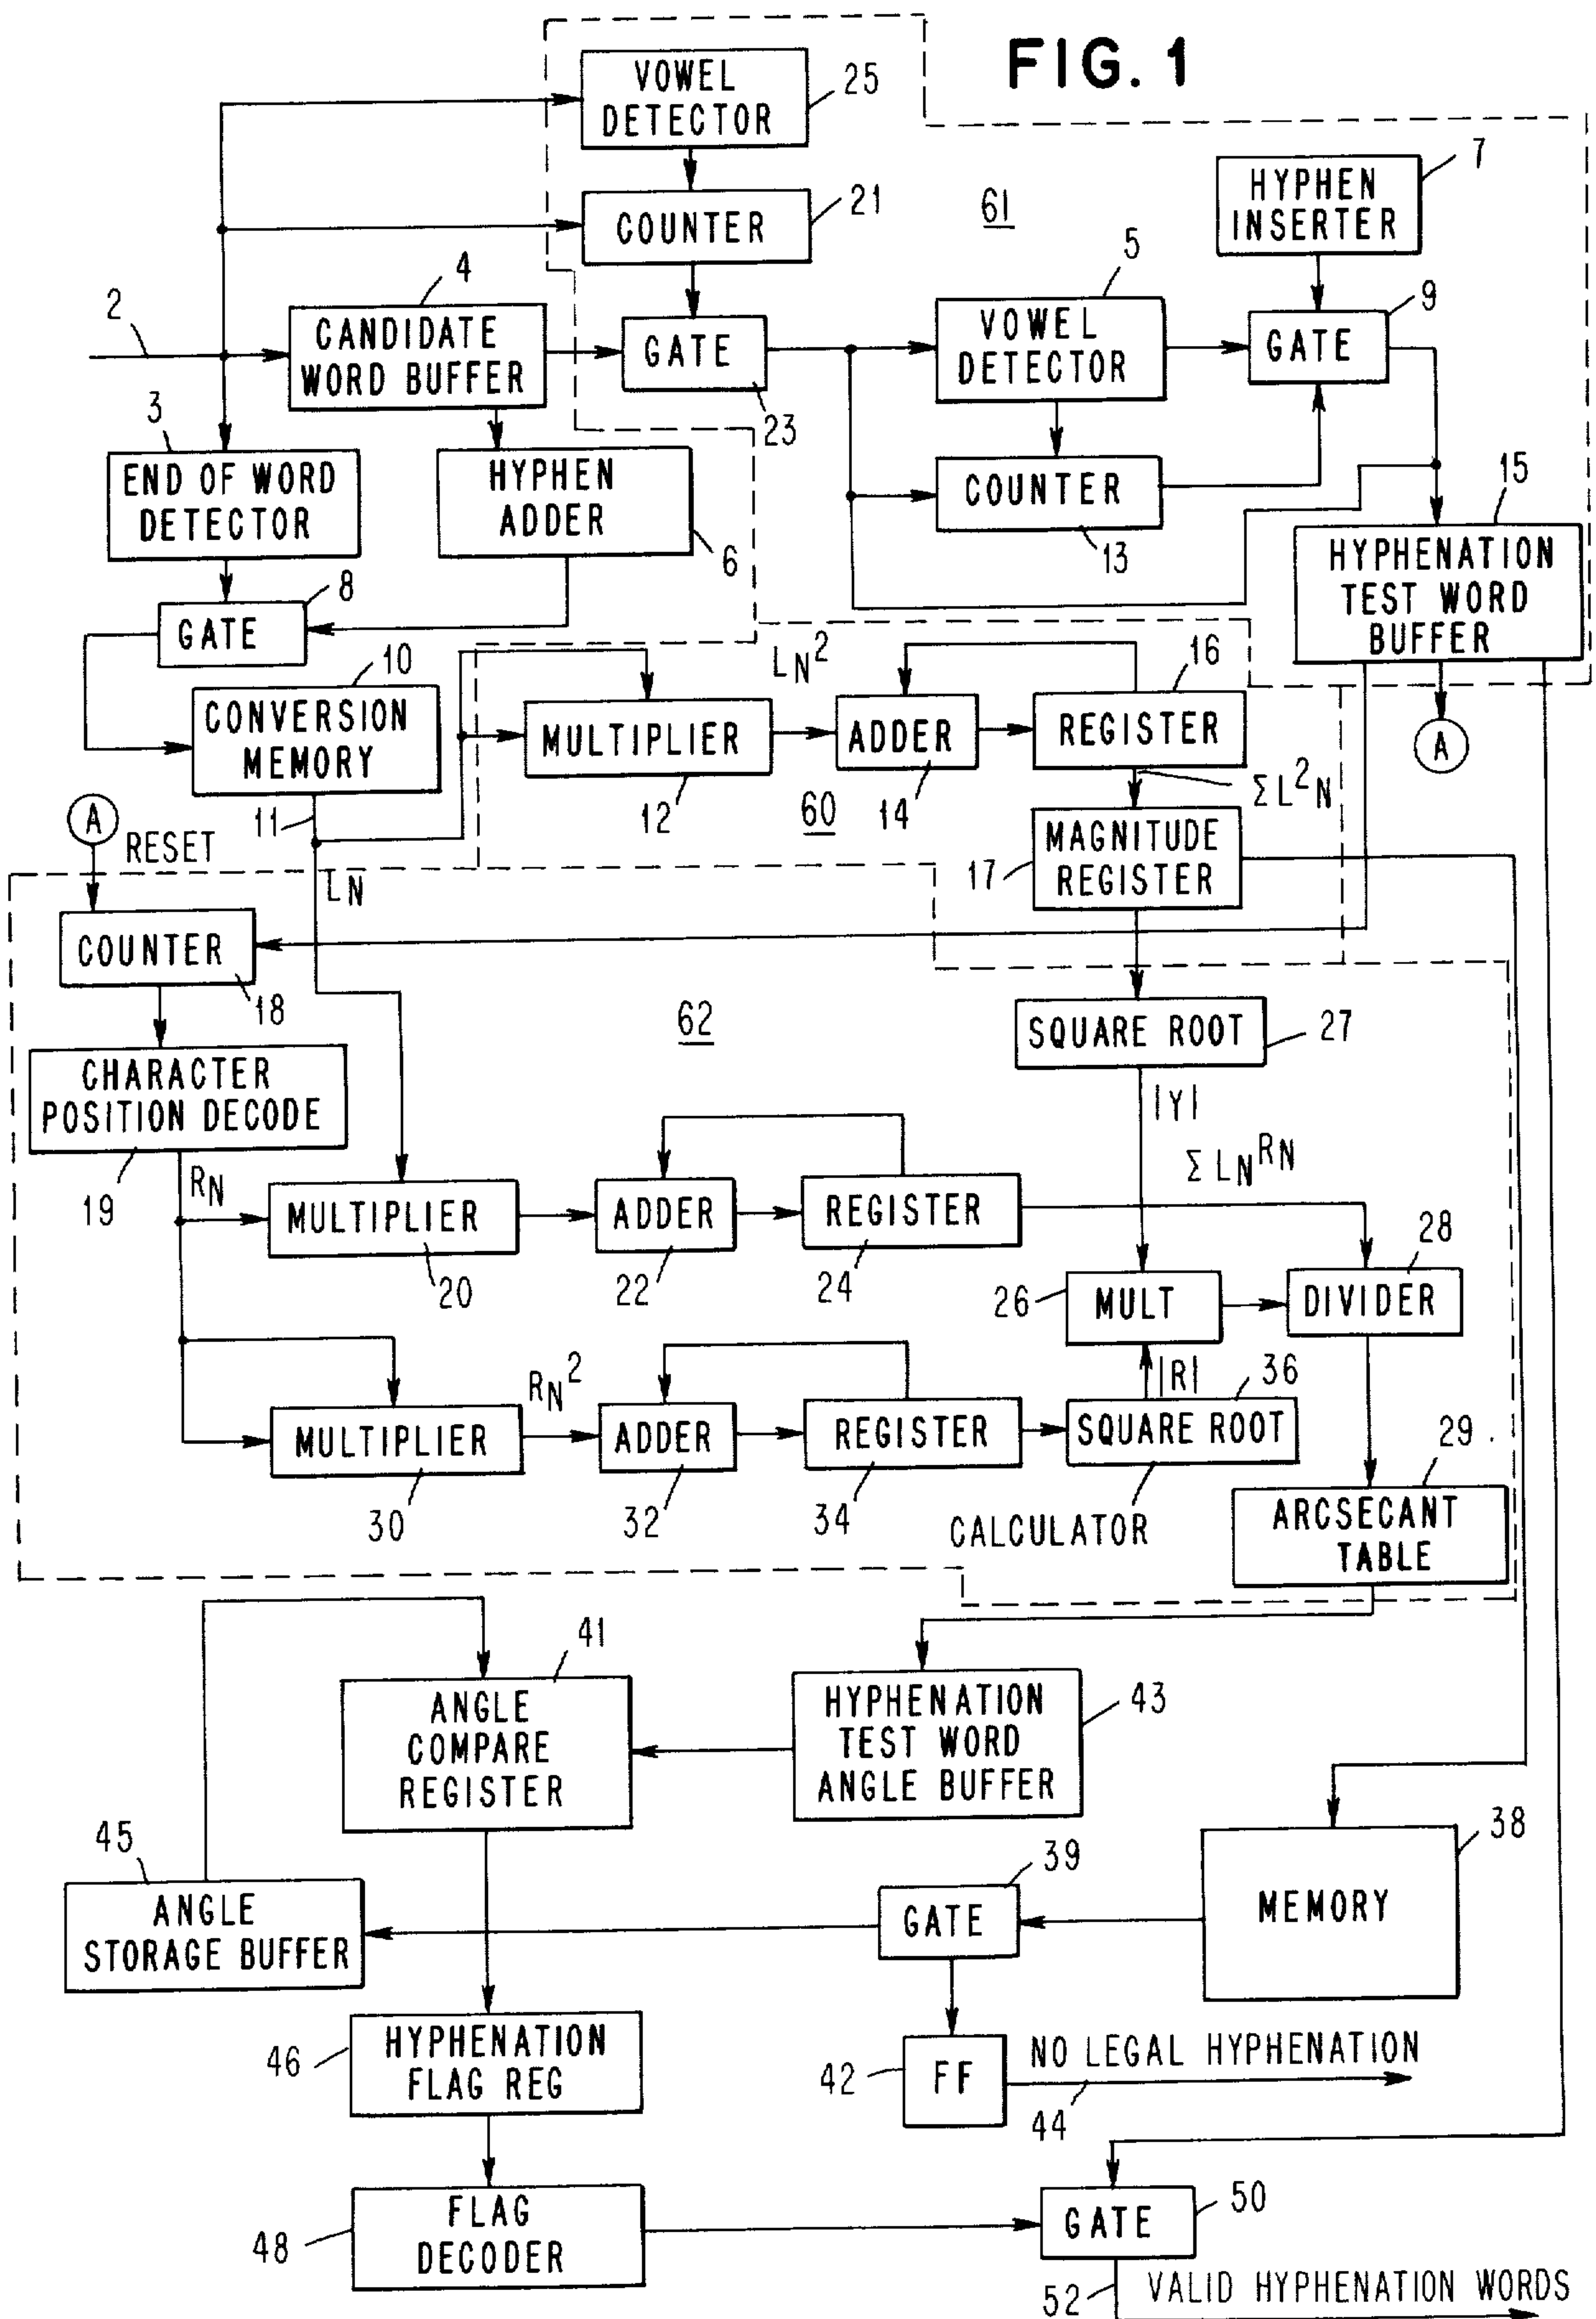 FIG. 1
VOWEL
DETECTOR
25
COUNTER
21
61
HYPHEN
INSERTER
7
2
4
CANDIDATE
WORD BUFFER
GATE
23
5
VOWEL
DETECTOR
GATE
9
3
END OF WORD
DETECTOR
HYPHEN
ADDER
6
COUNTER
13
15
HYPHENATION
TEST WORD
BUFFER
8
GATE
10
CONVERSION
MEMORY
11
MULTIPLIER
12
LN²
ADDER
14
16
REGISTER
A
ΣL²N
60
A
RESET
LN
17
MAGNITUDE
REGISTER
COUNTER
18
62
SQUARE ROOT
27
CHARACTER
POSITION DECODE
19
RN
|Y|
ΣLNRN
MULTIPLIER
20
ADDER
22
REGISTER
24
26
MULT
28
DIVIDER
MULTIPLIER
30
RN²
ADDER
32
REGISTER
34
|R|
36
SQUARE ROOT
CALCULATOR
29
ARCSECANT
TABLE
41
ANGLE
COMPARE
REGISTER
HYPHENATION
TEST WORD
ANGLE BUFFER
43
45
ANGLE
STORAGE BUFFER
39
GATE
38
MEMORY
46
HYPHENATION
FLAG REG
42
FF
NO LEGAL HYPHENATION
44
48
FLAG
DECODER
GATE
50
52
VALID HYPHENATION WORDS